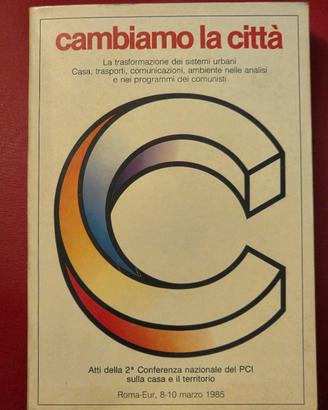 cambiamo la città
La trasformazione dei sistemi urbani
Casa, trasporti, comunicazioni, ambiente nelle analisi
e nei programmi dei comunisti
Atti della 2ª Conferenza nazionale del PCI
sulla casa e il territorio
Roma-Eur, 8-10 marzo 1985